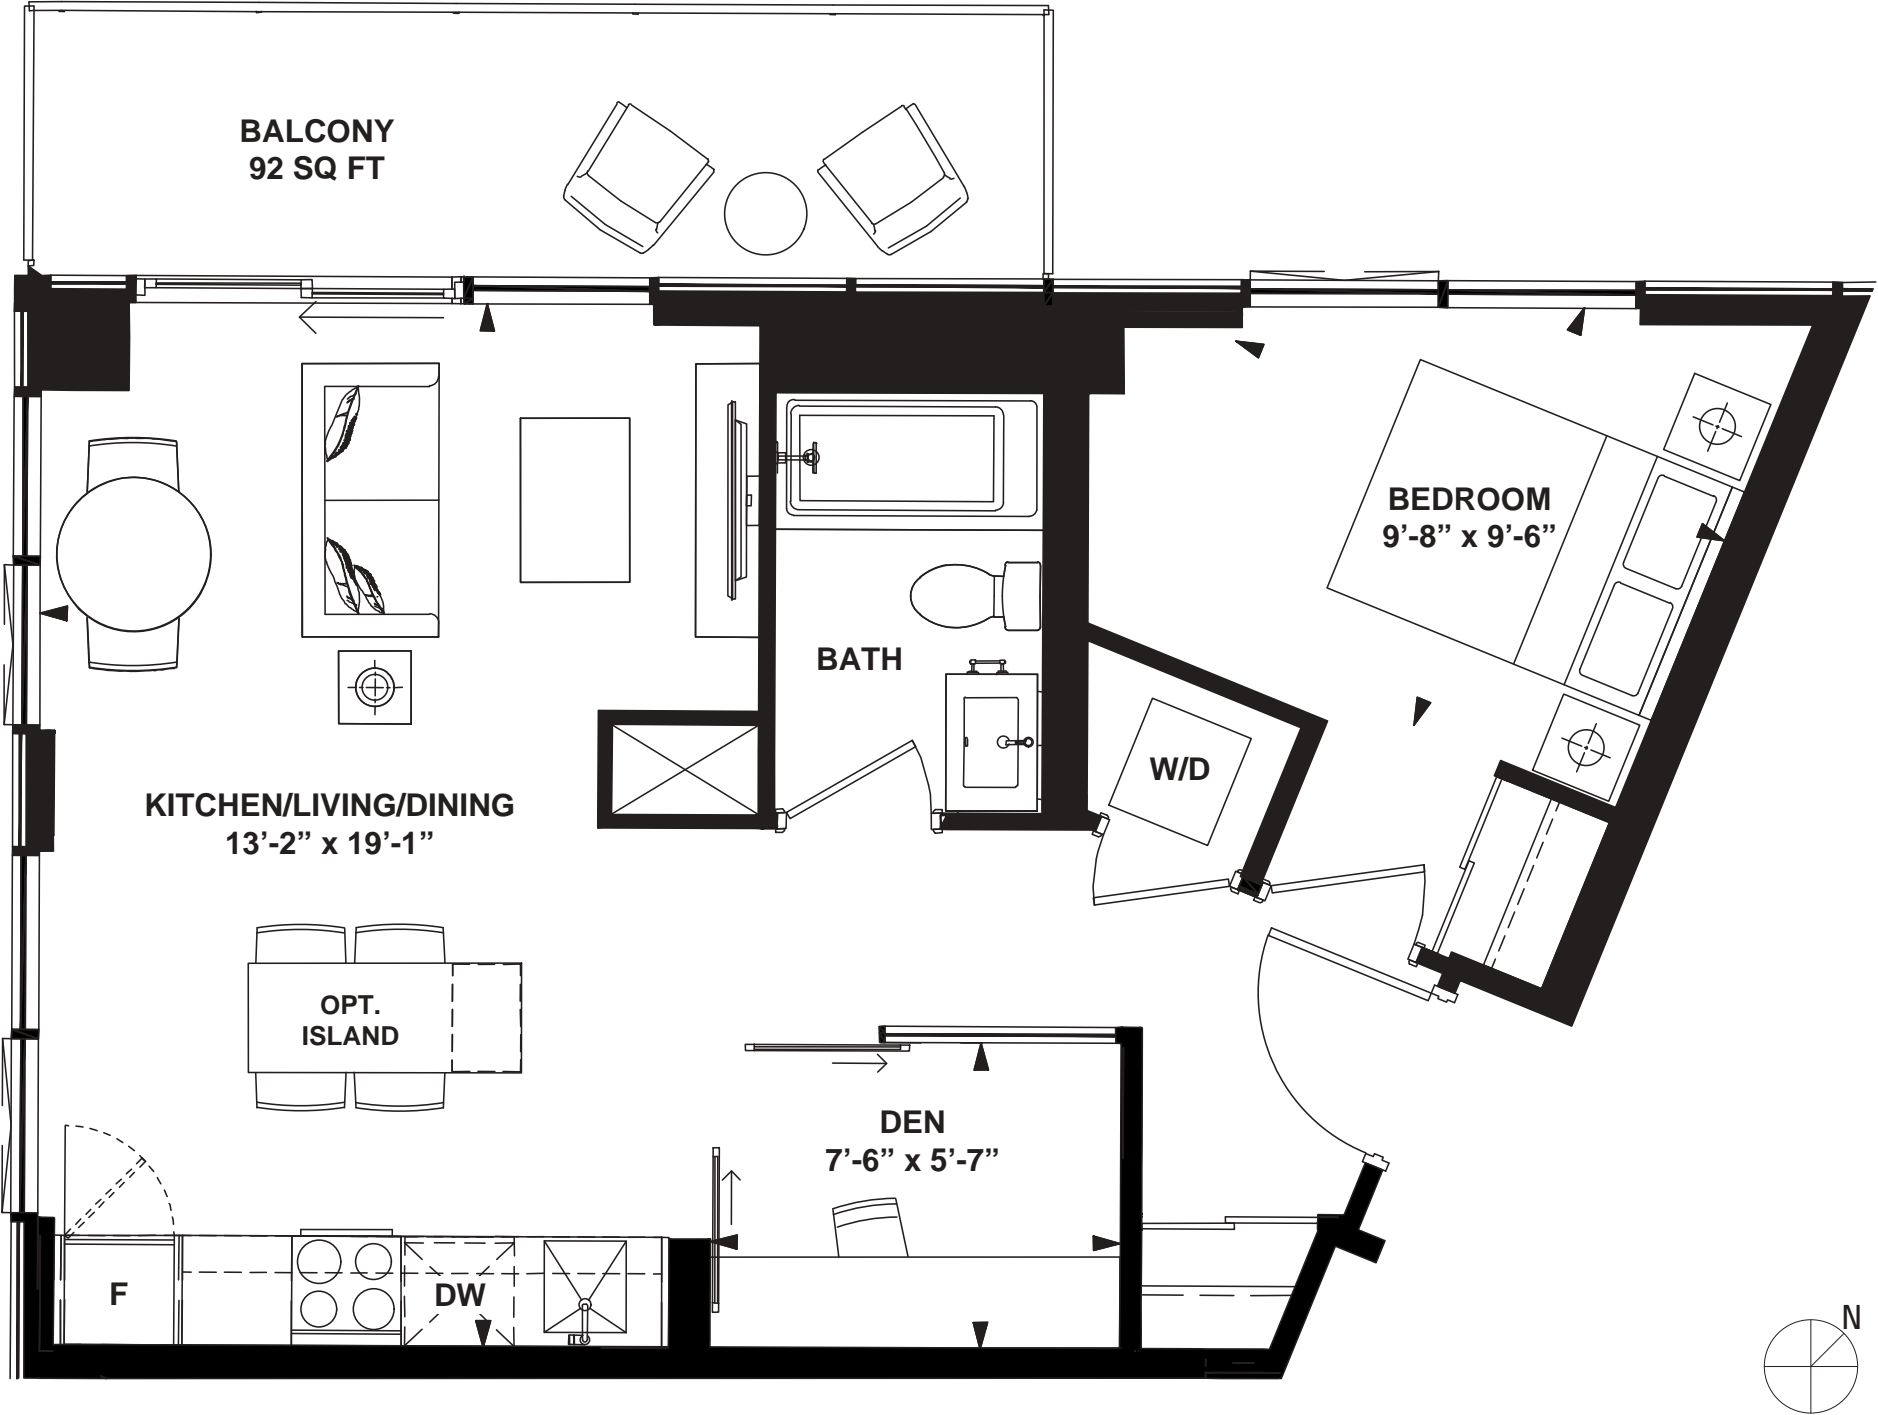 BALCONY
92 SQ FT
BEDROOM
9’-8” x 9’-6”
BATH
W/D
KITCHEN/LIVING/DINING
13’-2” x 19’-1”
OPT.
ISLAND
DEN
7’-6” x 5’-7”
F
DW
N